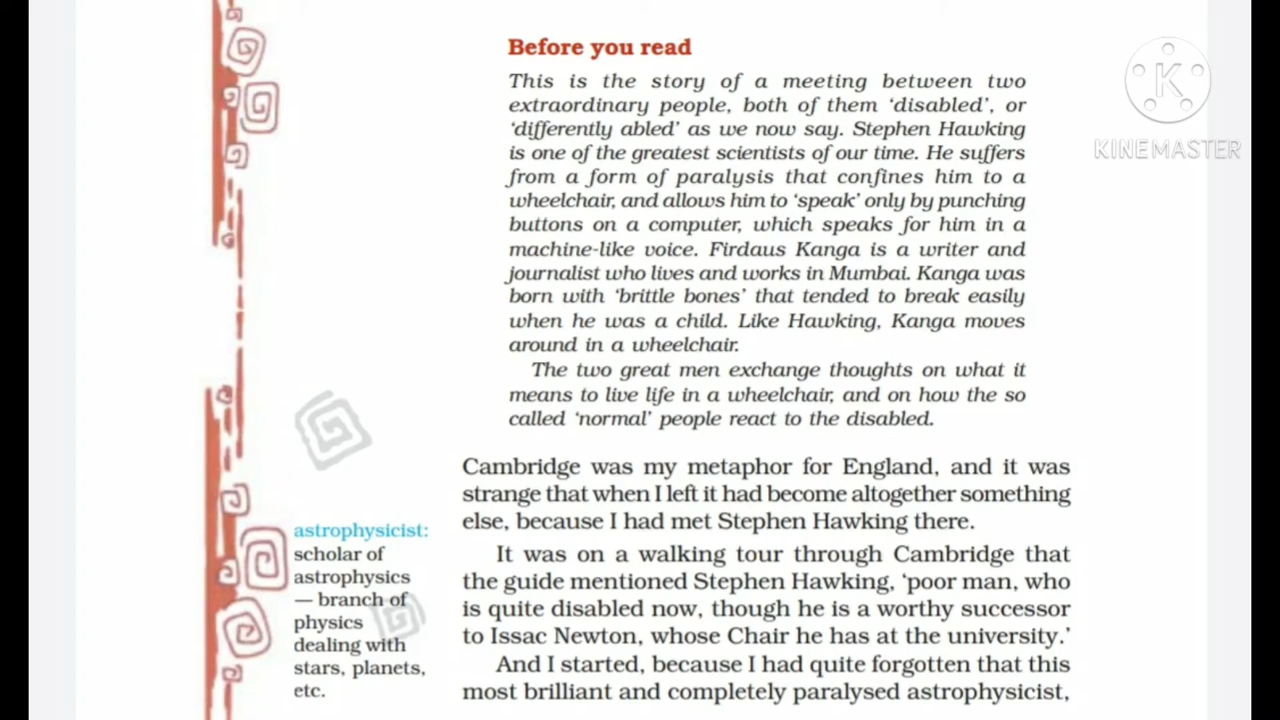 Before you read
This is the story of a meeting between two
extraordinary people, both of them ‘disabled’, or
‘differently abled’ as we now say. Stephen Hawking
is one of the greatest scientists of our time. He suffers
from a form of paralysis that confines him to a
wheelchair, and allows him to ‘speak’ only by punching
buttons on a computer, which speaks for him in a
machine-like voice. Firdaus Kanga is a writer and
journalist who lives and works in Mumbai. Kanga was
born with ‘brittle bones’ that tended to break easily
when he was a child. Like Hawking, Kanga moves
around in a wheelchair.
The two great men exchange thoughts on what it
means to live life in a wheelchair, and on how the so
called ‘normal’ people react to the disabled.
Cambridge was my metaphor for England, and it was
strange that when I left it had become altogether something
else, because I had met Stephen Hawking there.
It was on a walking tour through Cambridge that
the guide mentioned Stephen Hawking, ‘poor man, who
is quite disabled now, though he is a worthy successor
to Issac Newton, whose Chair he has at the university.’
And I started, because I had quite forgotten that this
most brilliant and completely paralysed astrophysicist,
astrophysicist:
scholar of
astrophysics
— branch of
physics
dealing with
stars, planets,
etc.
K
KINEMASTER